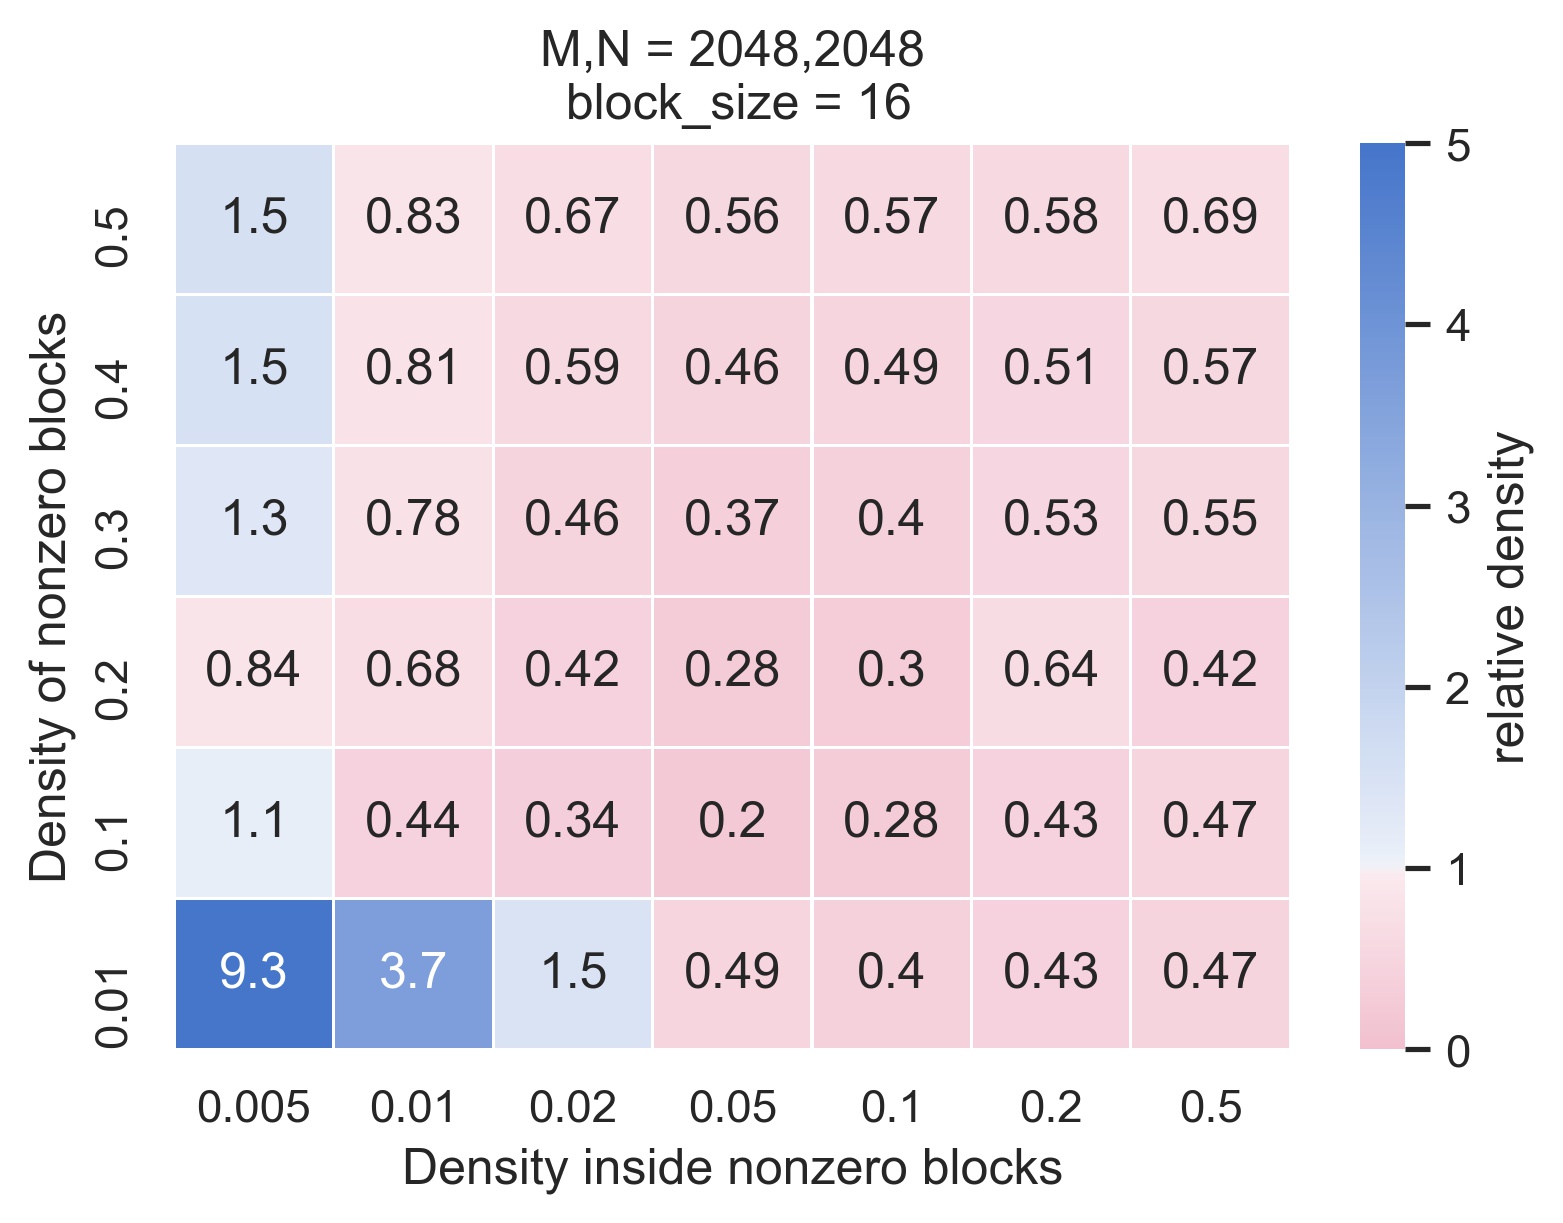 M,N = 2048,2048
block_size = 16
Density of nonzero blocks
0.5 1.5 0.83 0.67 0.56 0.57 0.58 0.69
0.4 1.5 0.81 0.59 0.46 0.49 0.51 0.57
0.3 1.3 0.78 0.46 0.37 0.4 0.53 0.55
0.2 0.84 0.68 0.42 0.28 0.3 0.64 0.42
0.1 1.1 0.44 0.34 0.2 0.28 0.43 0.47
0.01 9.3 3.7 1.5 0.49 0.4 0.43 0.47
0.005 0.01 0.02 0.05 0.1 0.2 0.5
Density inside nonzero blocks
5
4
3
2
1
0
relative density